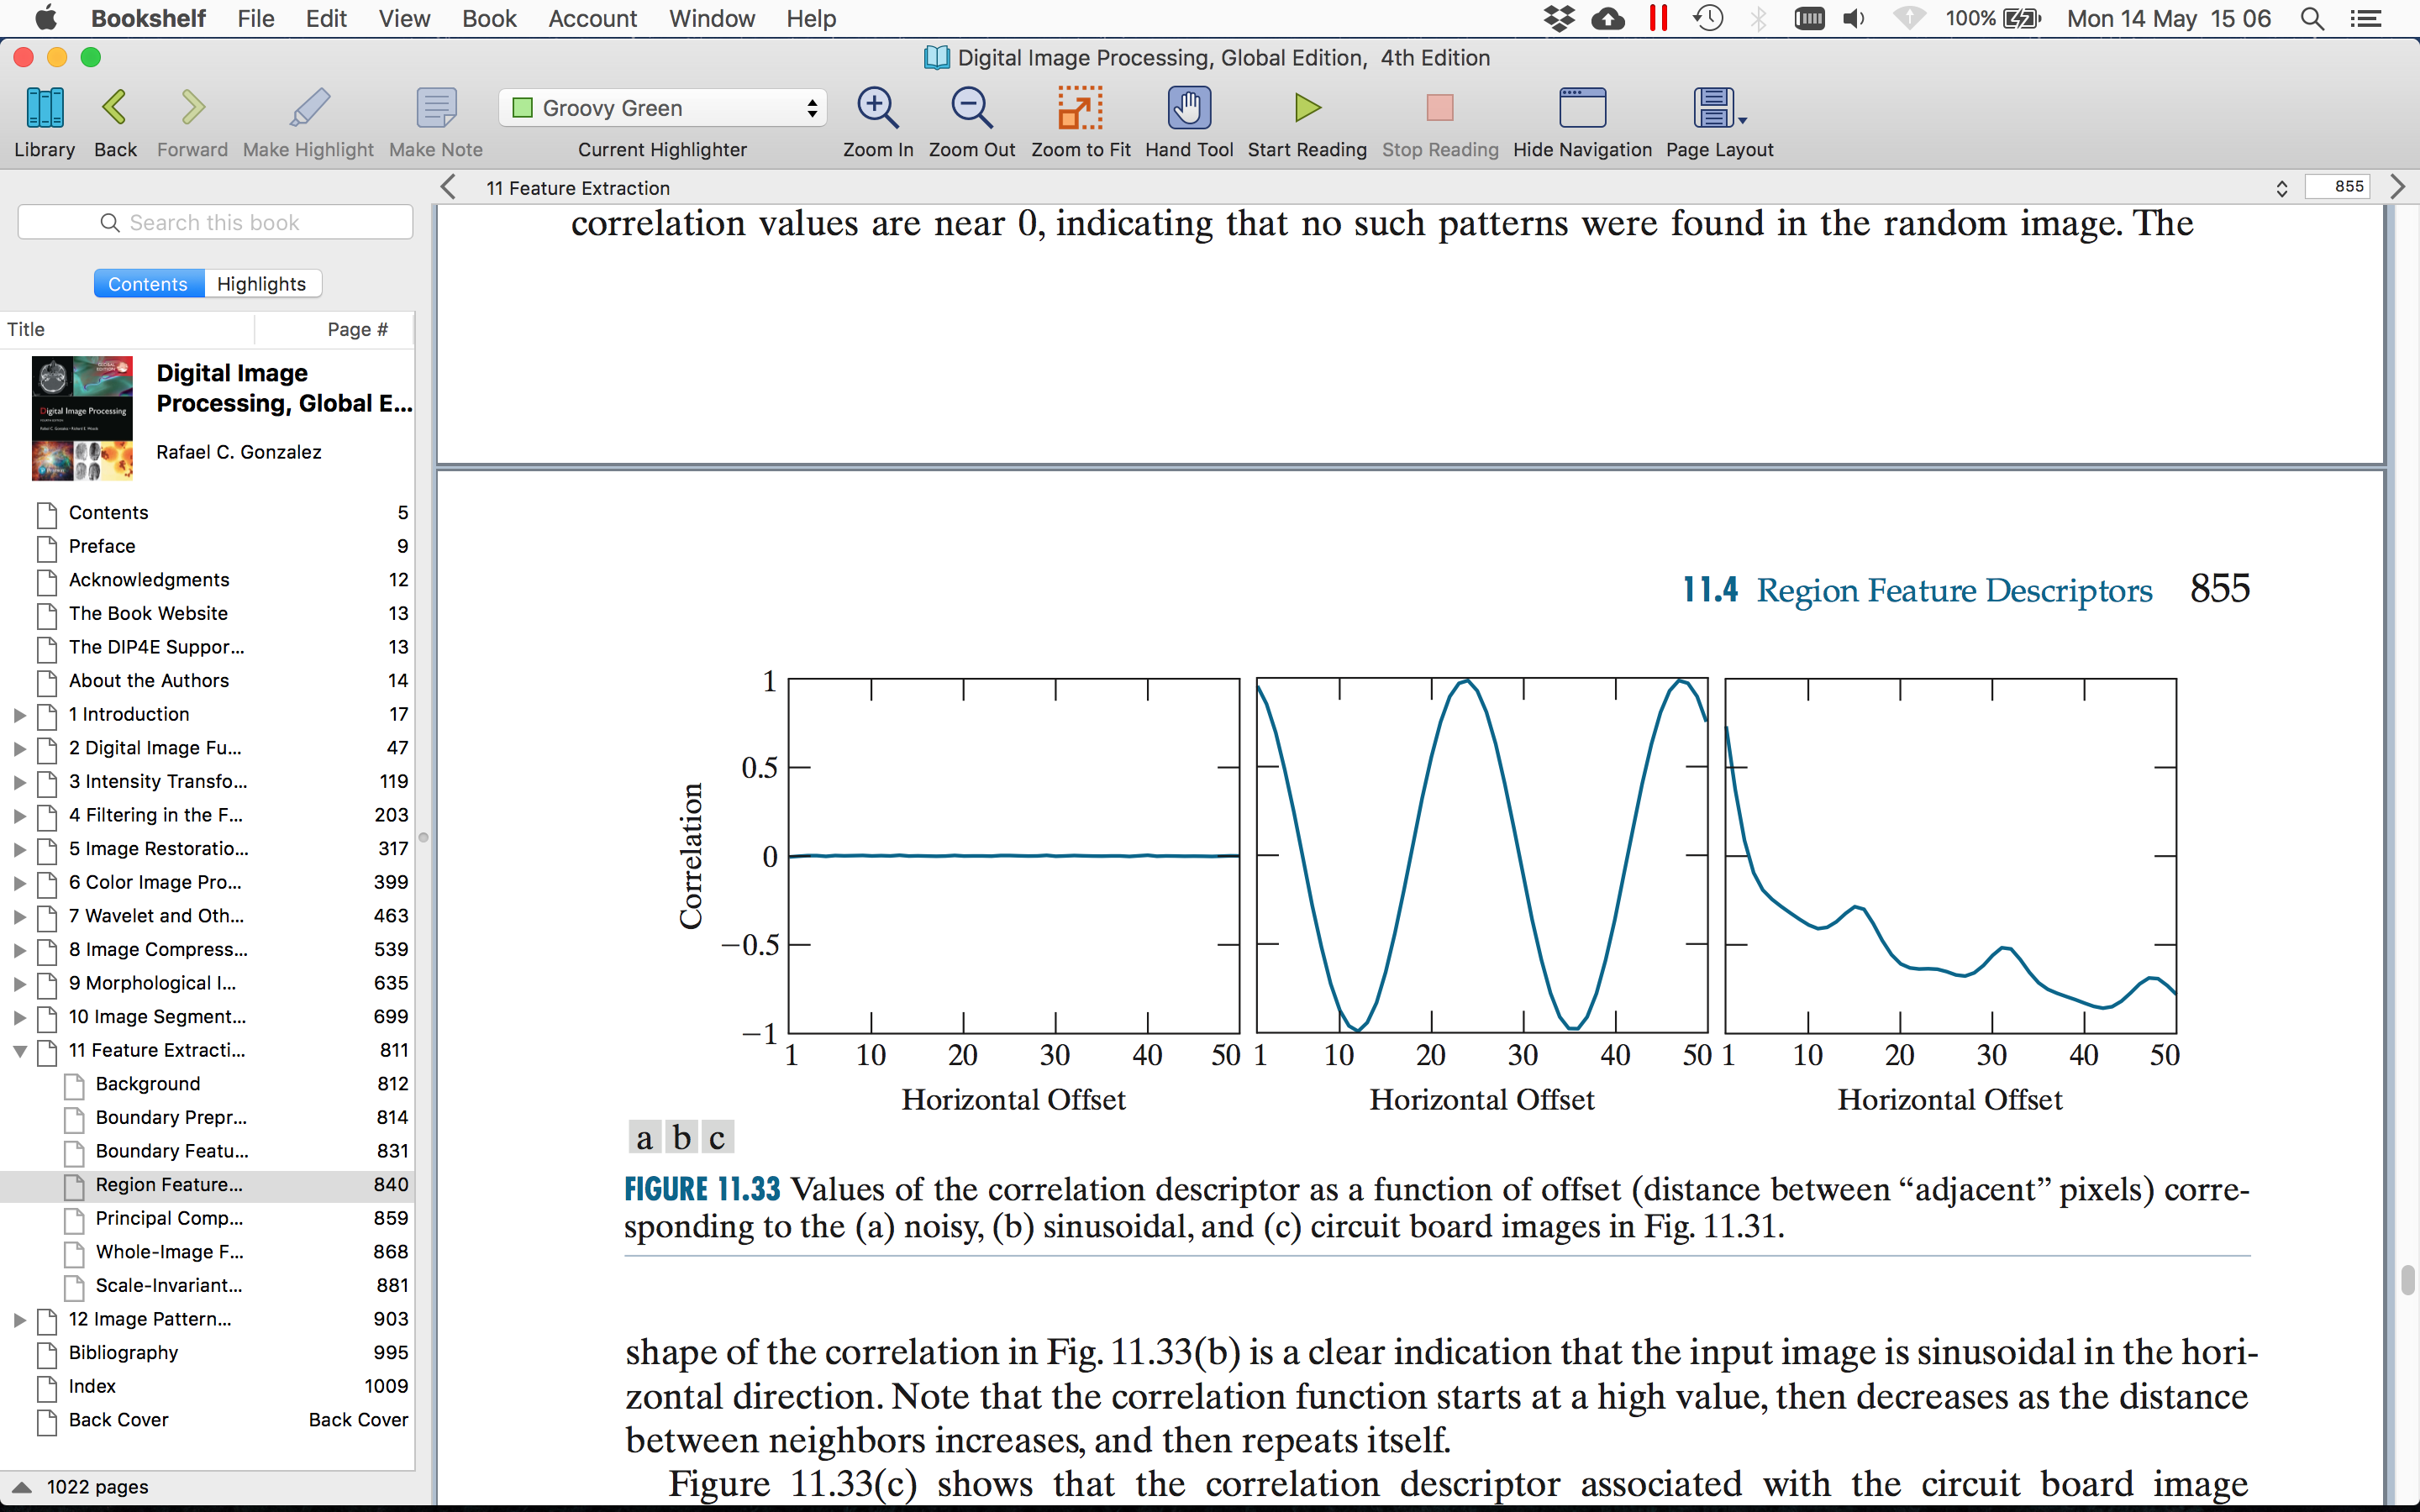 Bookshelf File Edit View Book Account Window Help 100% Mon 14 May 15 06
Digital Image Processing, Global Edition, 4th Edition
Groovy Green
Library Back Forward Make Highlight Make Note Current Highlighter Zoom In Zoom Out Zoom to Fit Hand Tool Start Reading Stop Reading Hide Navigation Page Layout
11 Feature Extraction 855
Search this book
Contents Highlights
Title Page #
Digital Image Processing
Digital Image
Processing, Global E...
Rafael C. Gonzalez
Contents 5
Preface 9
Acknowledgments 12
The Book Website 13
The DIP4E Suppor... 13
About the Authors 14
1 Introduction 17
2 Digital Image Fu... 47
3 Intensity Transfo... 119
4 Filtering in the F... 203
5 Image Restoratio... 317
6 Color Image Pro... 399
7 Wavelet and Oth... 463
8 Image Compress... 539
9 Morphological I... 635
10 Image Segment... 699
11 Feature Extracti... 811
Background 812
Boundary Prepr... 814
Boundary Featu... 831
Region Feature... 840
Principal Comp... 859
Whole-Image F... 868
Scale-Invariant... 881
12 Image Pattern... 903
Bibliography 995
Index 1009
Back Cover Back Cover
1022 pages
correlation values are near 0, indicating that no such patterns were found in the random image. The
11.4 Region Feature Descriptors 855
1
0.5
0
−0.5
−1
Correlation
1 10 20 30 40 50 1 10 20 30 40 50 1 10 20 30 40 50
Horizontal Offset Horizontal Offset Horizontal Offset
a b c
FIGURE 11.33 Values of the correlation descriptor as a function of offset (distance between “adjacent” pixels) corre-
sponding to the (a) noisy, (b) sinusoidal, and (c) circuit board images in Fig. 11.31.
shape of the correlation in Fig. 11.33(b) is a clear indication that the input image is sinusoidal in the hori-
zontal direction. Note that the correlation function starts at a high value, then decreases as the distance
between neighbors increases, and then repeats itself.
Figure 11.33(c) shows that the correlation descriptor associated with the circuit board image